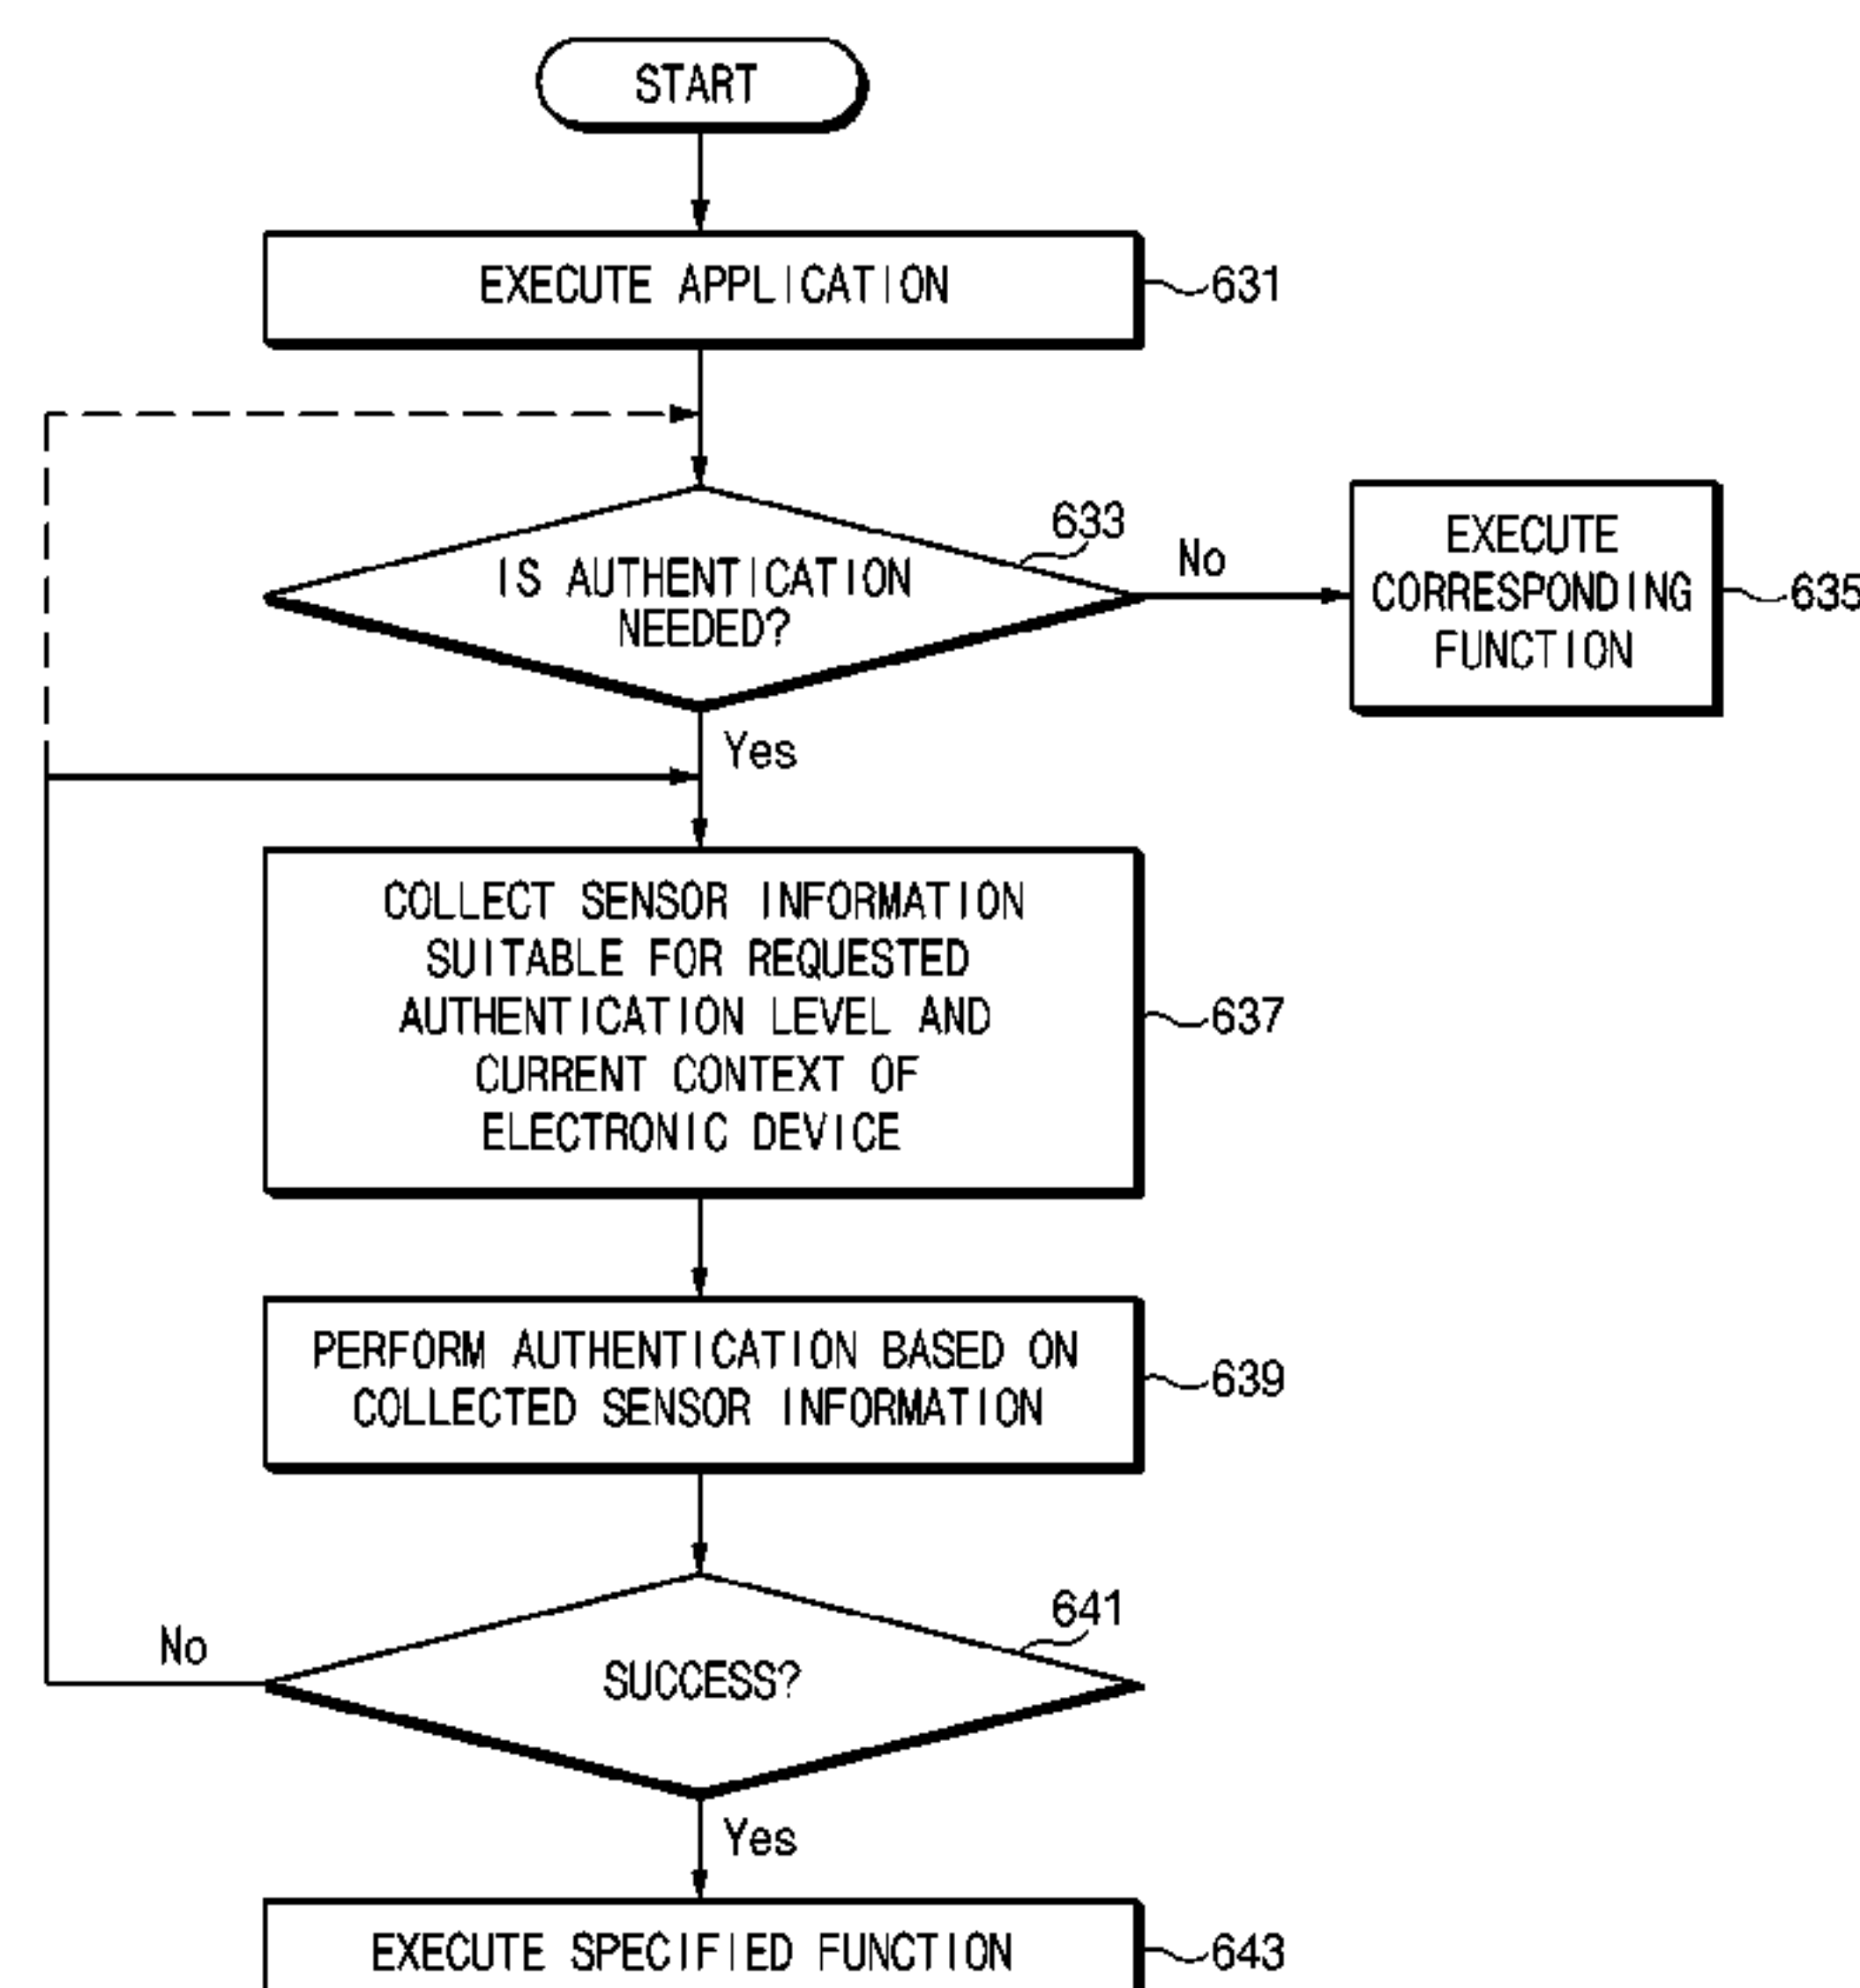 START
EXECUTE APPLICATION
631
633
IS AUTHENTICATION
NEEDED?
No
EXECUTE
CORRESPONDING
FUNCTION
635
Yes
COLLECT SENSOR INFORMATION
SUITABLE FOR REQUESTED
AUTHENTICATION LEVEL AND
CURRENT CONTEXT OF
ELECTRONIC DEVICE
637
PERFORM AUTHENTICATION BASED ON
COLLECTED SENSOR INFORMATION
639
641
No
SUCCESS?
Yes
EXECUTE SPECIFIED FUNCTION
643